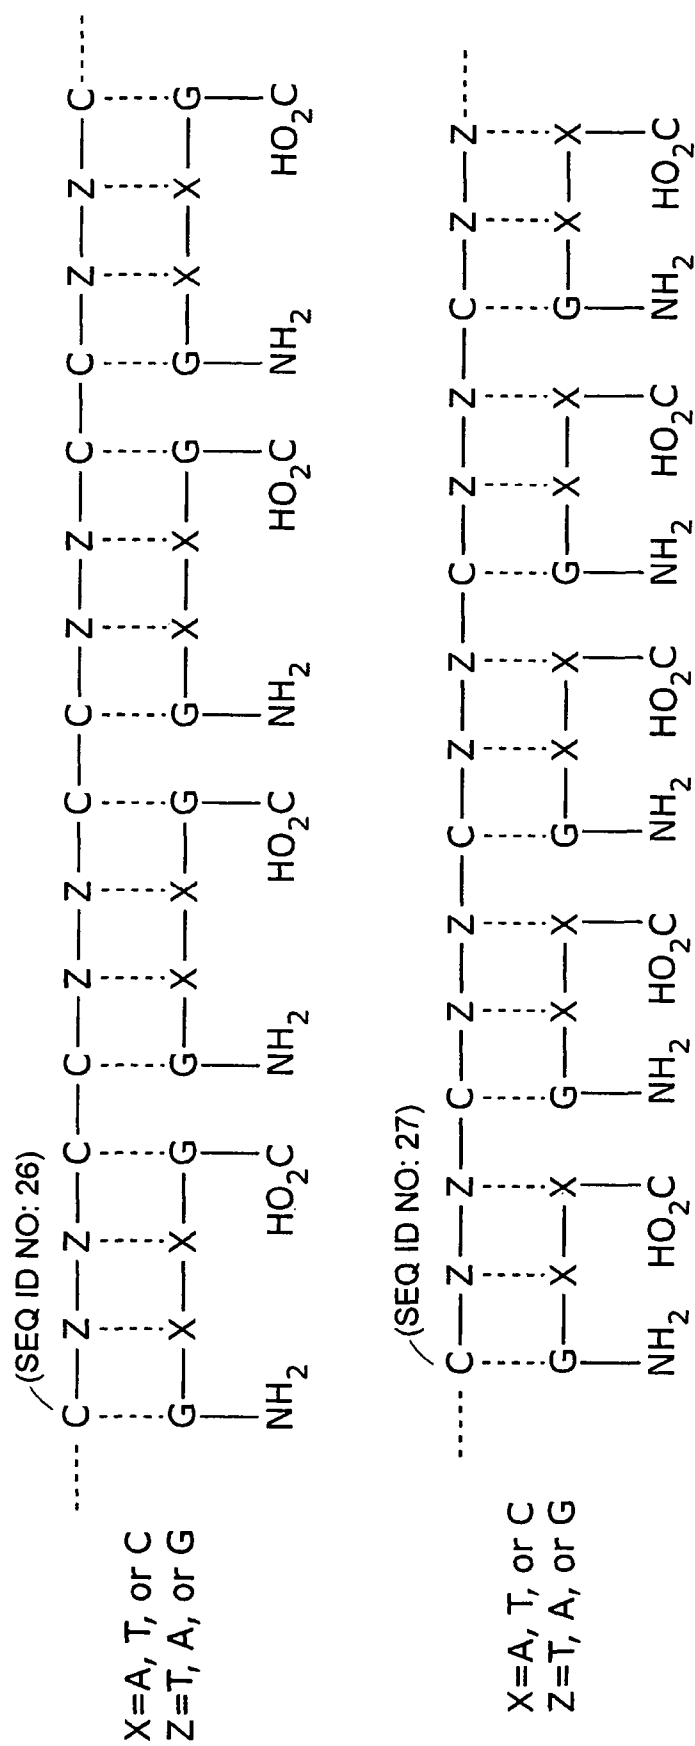 (SEQ ID NO: 26)
C Z Z C C Z Z C C Z Z C C Z Z C
X=A, T, or C
Z=T, A, or G
G X X G G X X G G X X G G X X G
NH₂ HO₂C NH₂ HO₂C NH₂ HO₂C NH₂ HO₂C
(SEQ ID NO: 27)
C Z Z C Z Z C Z Z C Z Z C Z Z
X=A, T, or C
Z=T, A, or G
G X X G X X G X X G X X G X X
NH₂ HO₂C NH₂ HO₂C NH₂ HO₂C NH₂ HO₂C NH₂ HO₂C